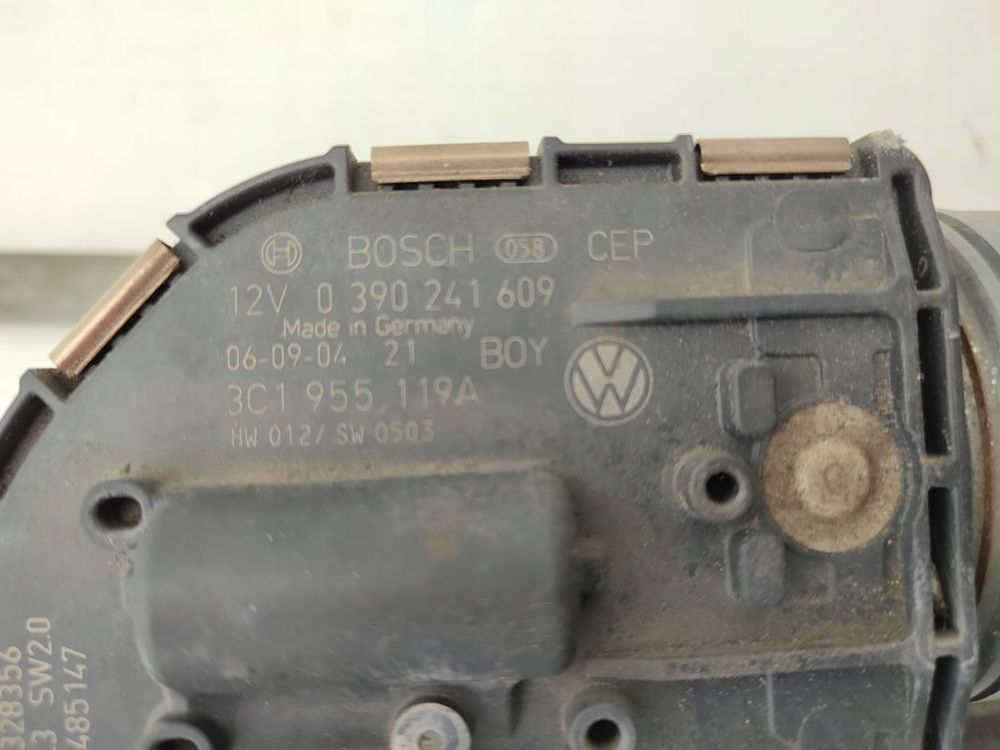 BOSCH 058 CEP
12V 0 390 241 609
Made in Germany
06-09-04 21 BOY
3C1 955 119A
HW 012/ SW 0503
328356
.3 SW2.0
485147